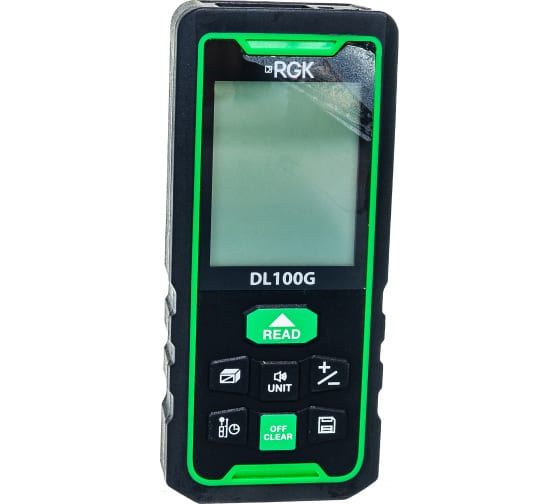 RGK
DL100G
READ
UNIT
+/−
OFF
CLEAR